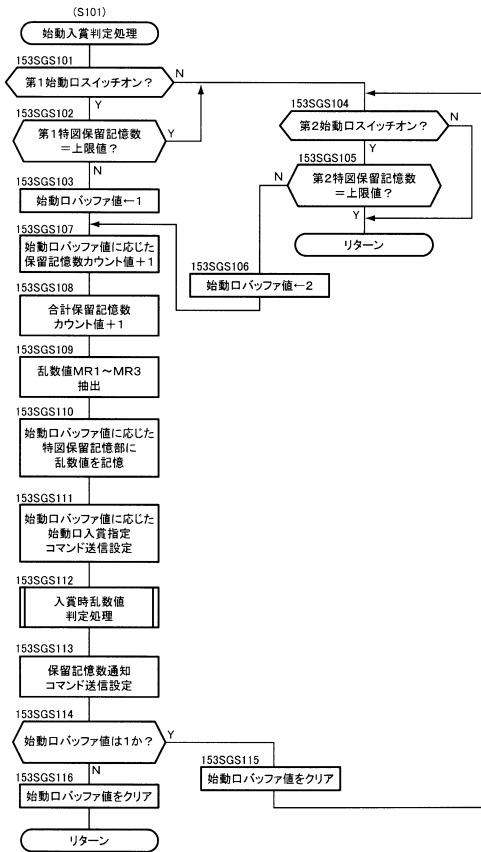 (S101)
始動入賞判定処理
153SGS101
第1始動口スイッチオン?
N
Y
153SGS102
第1特図保留記憶数
=上限値?
Y
N
153SGS103
始動口バッファ値←1
153SGS104
第2始動口スイッチオン?
N
Y
153SGS105
第2特図保留記憶数
=上限値?
N
Y
リターン
153SGS106
始動口バッファ値←2
153SGS107
始動口バッファ値に応じた
保留記憶数カウント値+1
153SGS108
合計保留記憶数
カウント値+1
153SGS109
乱数値MR1~MR3
抽出
153SGS110
始動口バッファ値に応じた
特図保留記憶部に
乱数値を記憶
153SGS111
始動口バッファ値に応じた
始動口入賞指定
コマンド送信設定
153SGS112
入賞時乱数値
判定処理
153SGS113
保留記憶数通知
コマンド送信設定
153SGS114
始動口バッファ値は1か?
Y
N
153SGS115
始動口バッファ値をクリア
153SGS116
始動口バッファ値をクリア
リターン